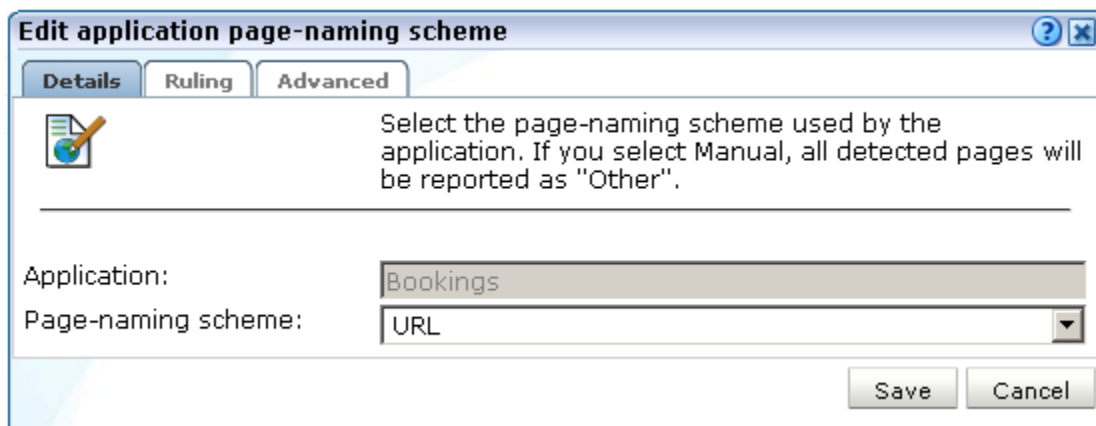 Edit application page-naming scheme
Details Ruling Advanced
Select the page-naming scheme used by the
application. If you select Manual, all detected pages will
be reported as "Other".
Application: Bookings
Page-naming scheme: URL
Save Cancel